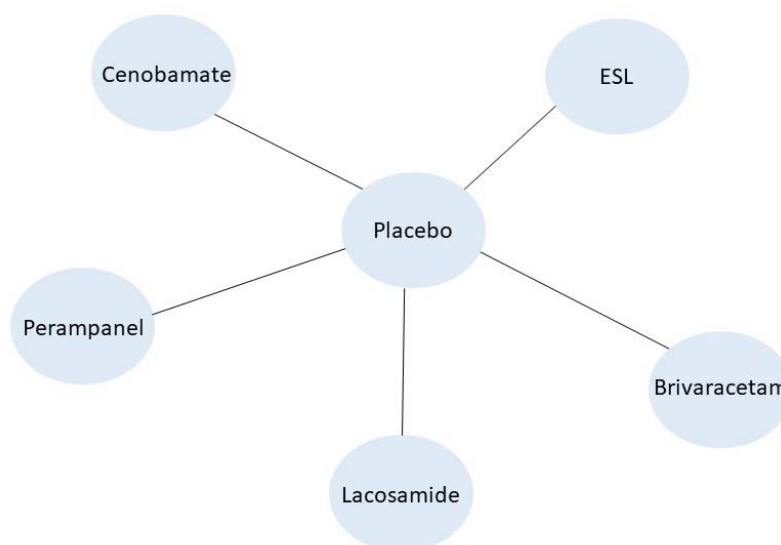 Cenobamate
ESL
Placebo
Perampanel
Brivaracetam
Lacosamide